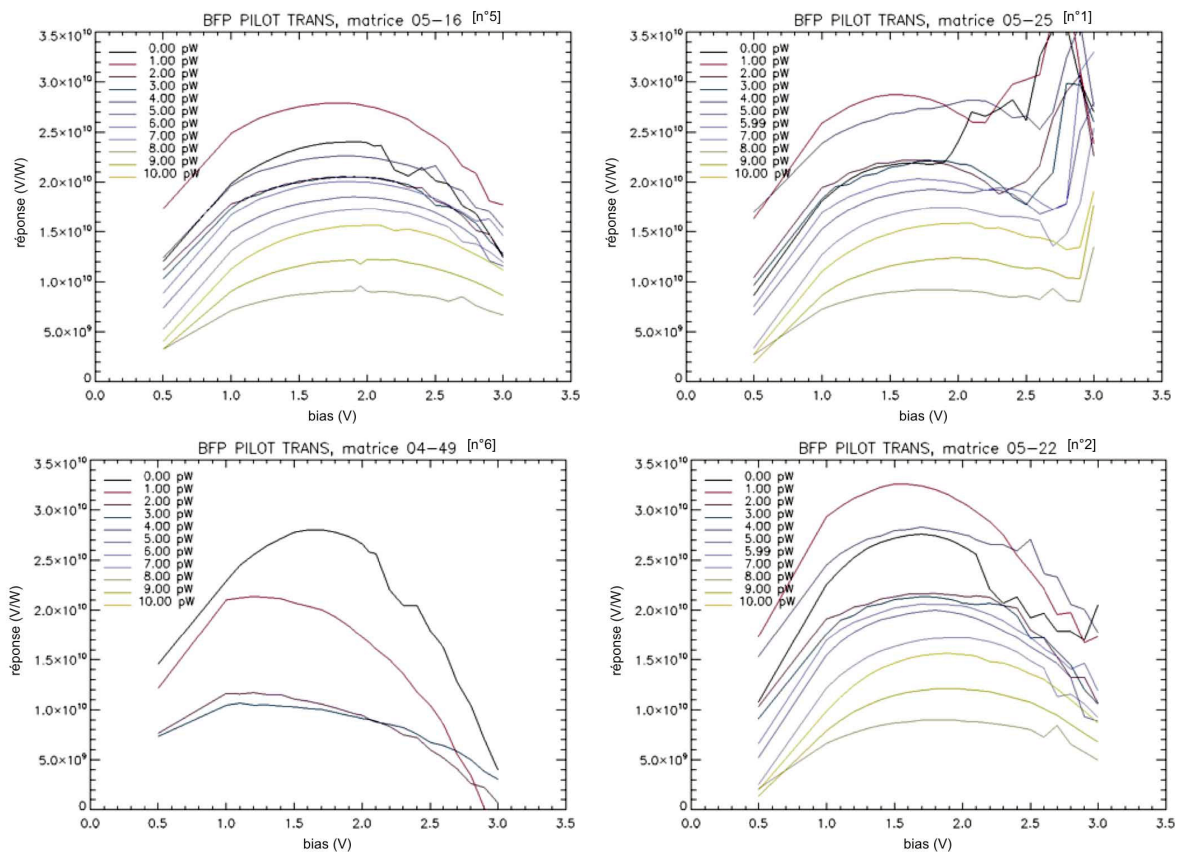 BFP PILOT TRANS, matrice 05-16 [n°5]
3.5×10¹⁰
3.0×10¹⁰
2.5×10¹⁰
2.0×10¹⁰
1.5×10¹⁰
1.0×10¹⁰
5.0×10⁹
0
réponse (V/W)
0.00 pW
1.00 pW
2.00 pW
3.00 pW
4.00 pW
5.00 pW
6.00 pW
7.00 pW
8.00 pW
9.00 pW
10.00 pW
0.0 0.5 1.0 1.5 2.0 2.5 3.0 3.5
bias (V)
BFP PILOT TRANS, matrice 05-25 [n°1]
3.5×10¹⁰
3.0×10¹⁰
2.5×10¹⁰
2.0×10¹⁰
1.5×10¹⁰
1.0×10¹⁰
5.0×10⁹
0
réponse (V/W)
0.00 pW
1.00 pW
2.00 pW
3.00 pW
4.00 pW
5.00 pW
5.99 pW
7.00 pW
8.00 pW
9.00 pW
10.00 pW
0.0 0.5 1.0 1.5 2.0 2.5 3.0 3.5
bias (V)
BFP PILOT TRANS, matrice 04-49 [n°6]
3.5×10¹⁰
3.0×10¹⁰
2.5×10¹⁰
2.0×10¹⁰
1.5×10¹⁰
1.0×10¹⁰
5.0×10⁹
0
réponse (V/W)
0.00 pW
1.00 pW
2.00 pW
3.00 pW
4.00 pW
5.00 pW
6.00 pW
7.00 pW
8.00 pW
9.00 pW
10.00 pW
0.0 0.5 1.0 1.5 2.0 2.5 3.0 3.5
bias (V)
BFP PILOT TRANS, matrice 05-22 [n°2]
3.5×10¹⁰
3.0×10¹⁰
2.5×10¹⁰
2.0×10¹⁰
1.5×10¹⁰
1.0×10¹⁰
5.0×10⁹
0
réponse (V/W)
0.00 pW
1.00 pW
2.00 pW
3.00 pW
4.00 pW
5.00 pW
5.99 pW
7.00 pW
8.00 pW
9.00 pW
10.00 pW
0.0 0.5 1.0 1.5 2.0 2.5 3.0 3.5
bias (V)